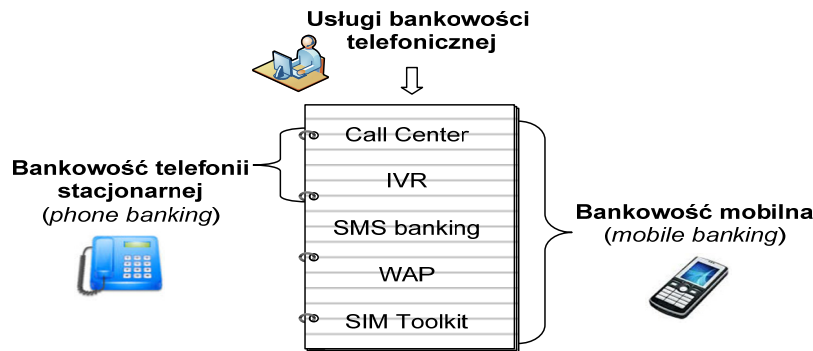 Usługi bankowości
telefonicznej
Call Center
IVR
SMS banking
WAP
SIM Toolkit
Bankowość telefonii
stacjonarnej
(phone banking)
Bankowość mobilna
(mobile banking)